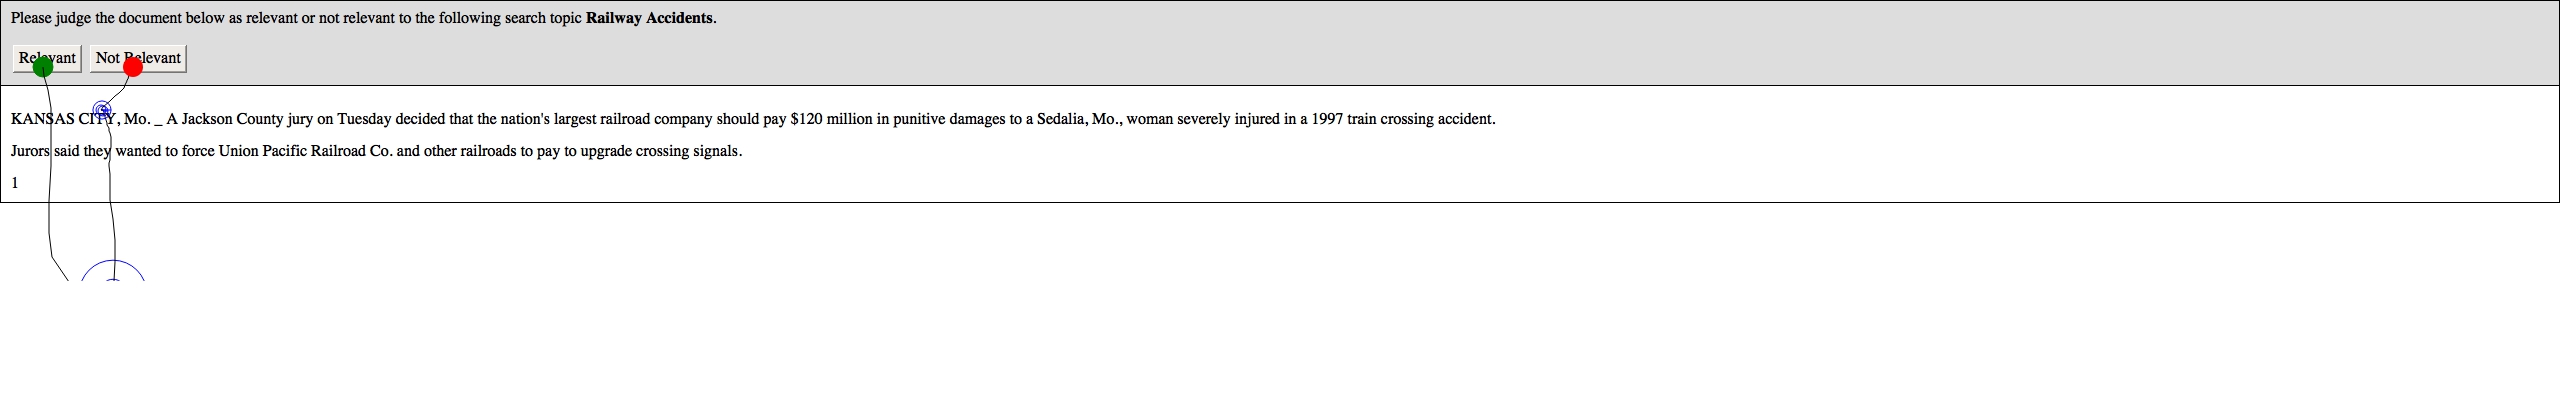 Please judge the document below as relevant or not relevant to the following search topic Railway Accidents.
Relevant Not Relevant
KANSAS CITY, Mo. _ A Jackson County jury on Tuesday decided that the nation's largest railroad company should pay $120 million in punitive damages to a Sedalia, Mo., woman severely injured in a 1997 train crossing accident.
Jurors said they wanted to force Union Pacific Railroad Co. and other railroads to pay to upgrade crossing signals.
1